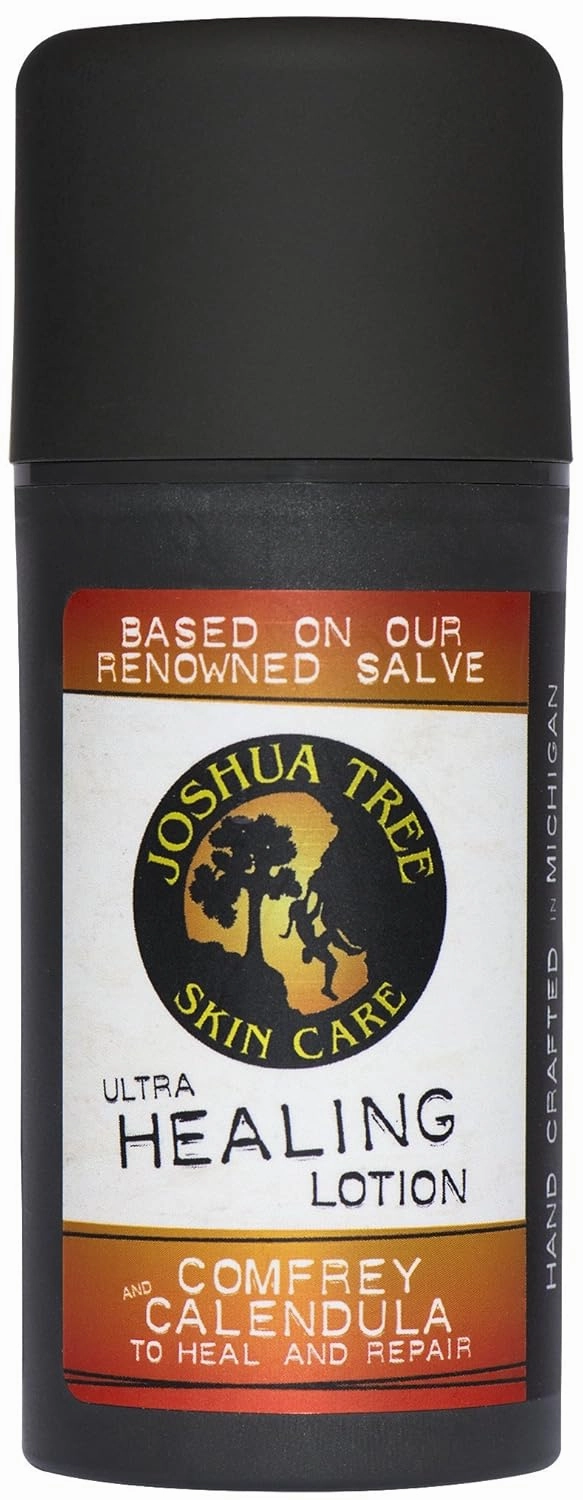 BASED ON OUR
RENOWNED SALVE
JOSHUA TREE
SKIN CARE
ULTRA
HEALING
LOTION
COMFREY
AND CALENDULA
TO HEAL AND REPAIR
HAND CRAFTED IN MICHIGAN